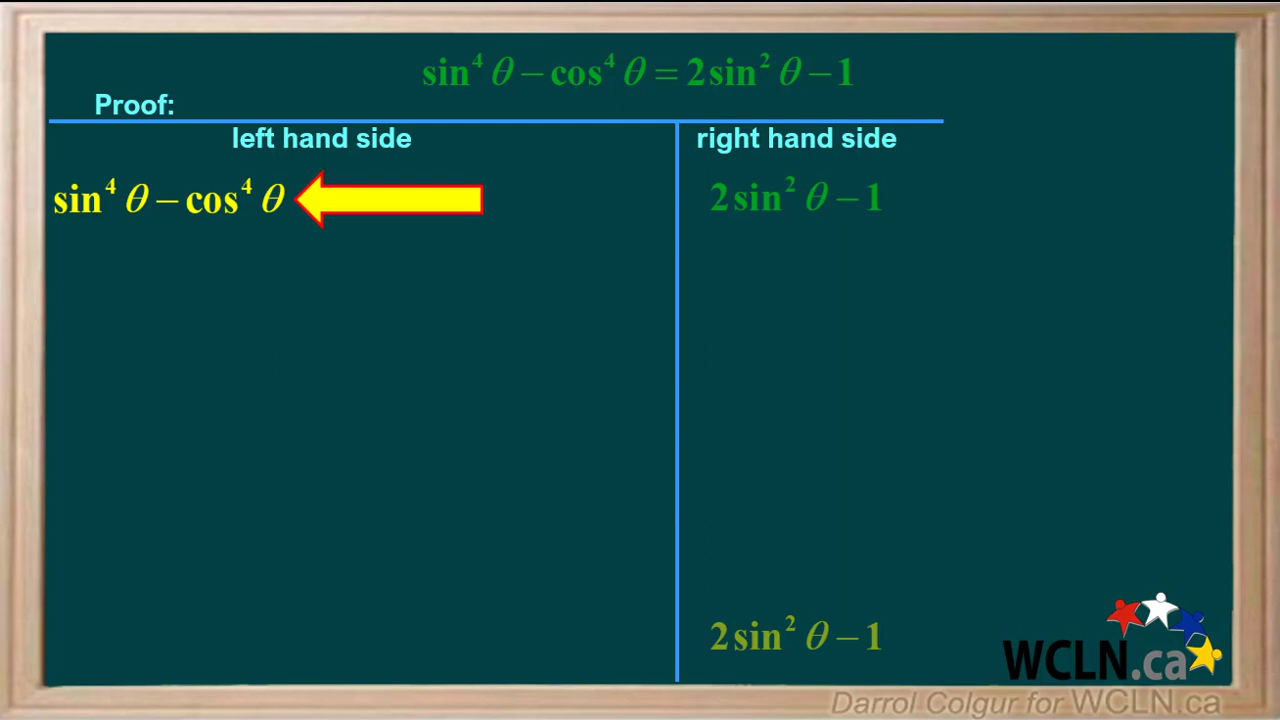 sin⁴ θ – cos⁴ θ = 2 sin² θ – 1
Proof:
left hand side
right hand side
sin⁴ θ – cos⁴ θ
2 sin² θ – 1
2 sin² θ – 1
WCLN.ca
Darrol Colgur for WCLN.ca